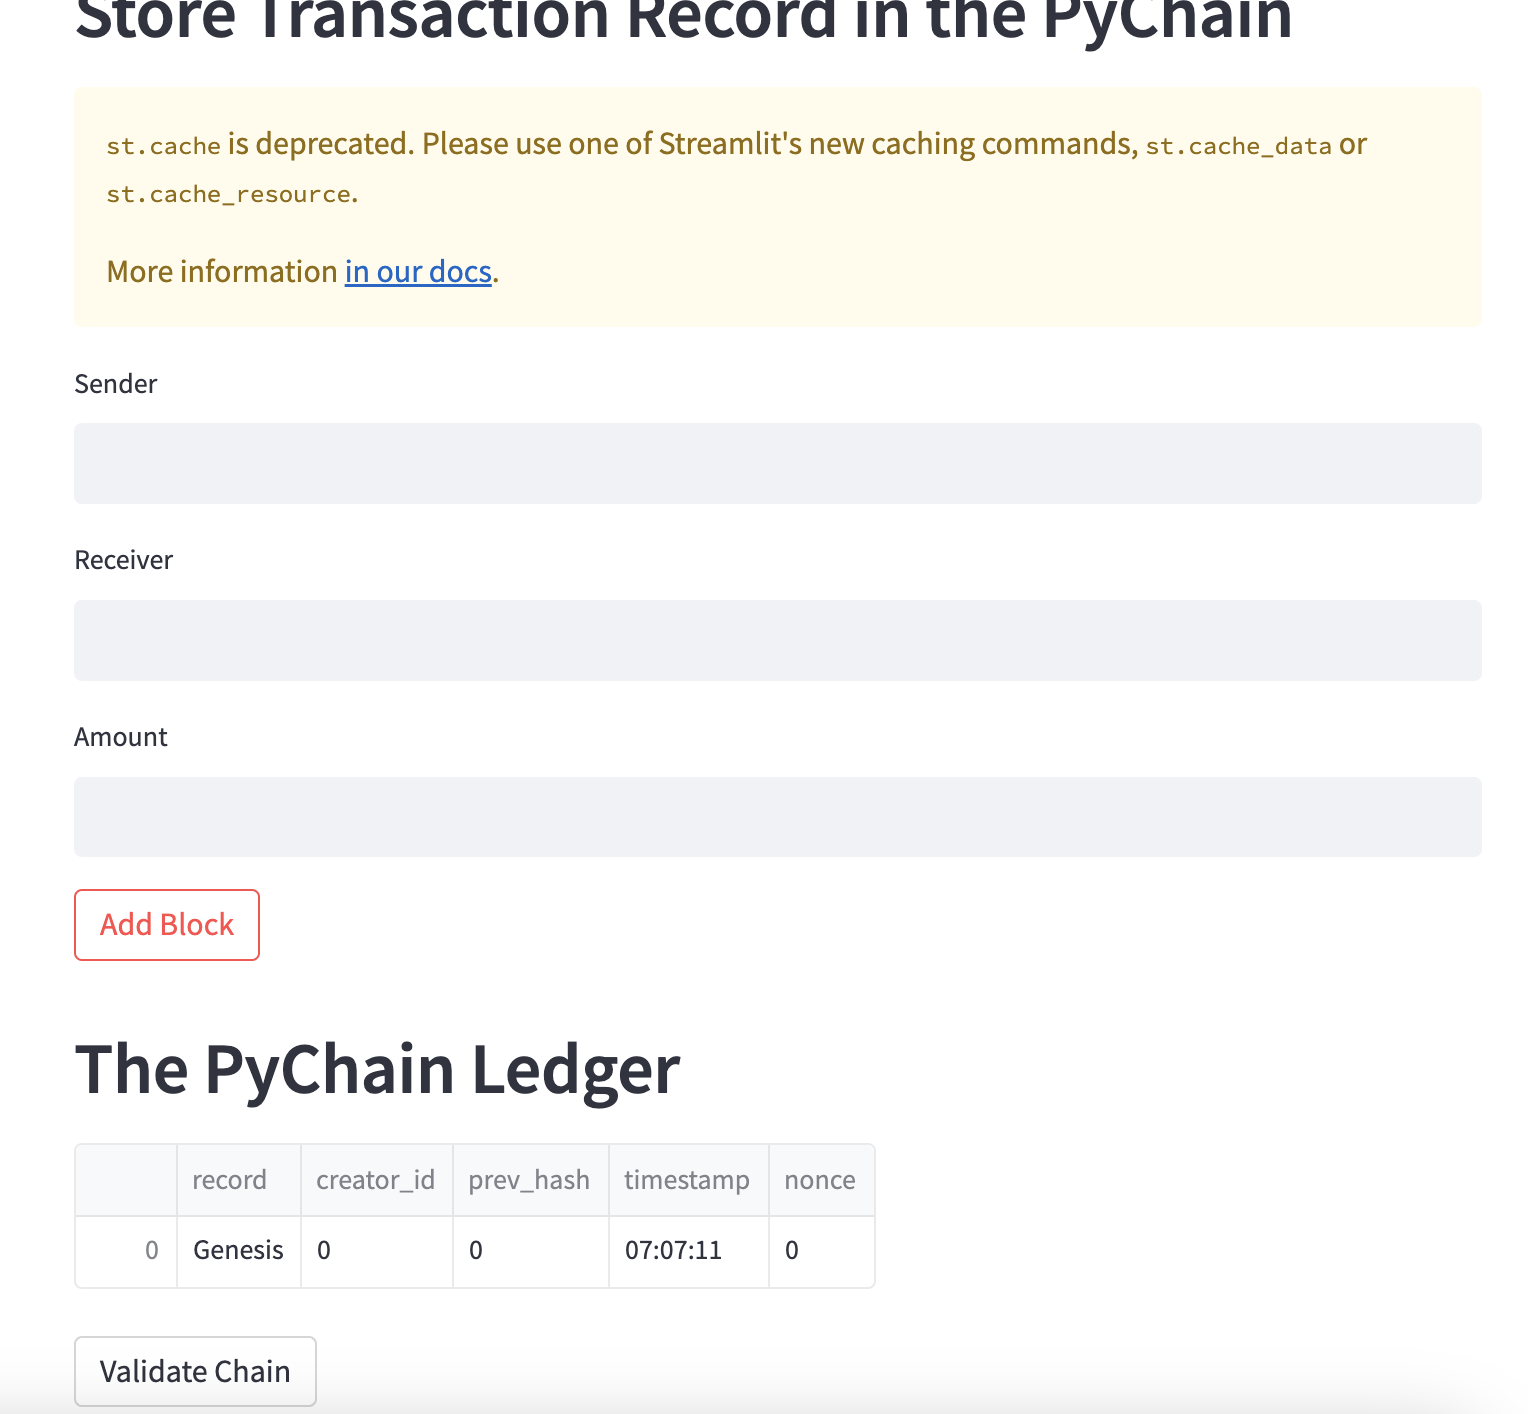 Store Transaction Record in the PyChain
st.cache is deprecated. Please use one of Streamlit's new caching commands, st.cache_data or
st.cache_resource.
More information in our docs.
Sender
Receiver
Amount
Add Block
The PyChain Ledger
record creator_id prev_hash timestamp nonce
0 Genesis 0 0 07:07:11 0
Validate Chain